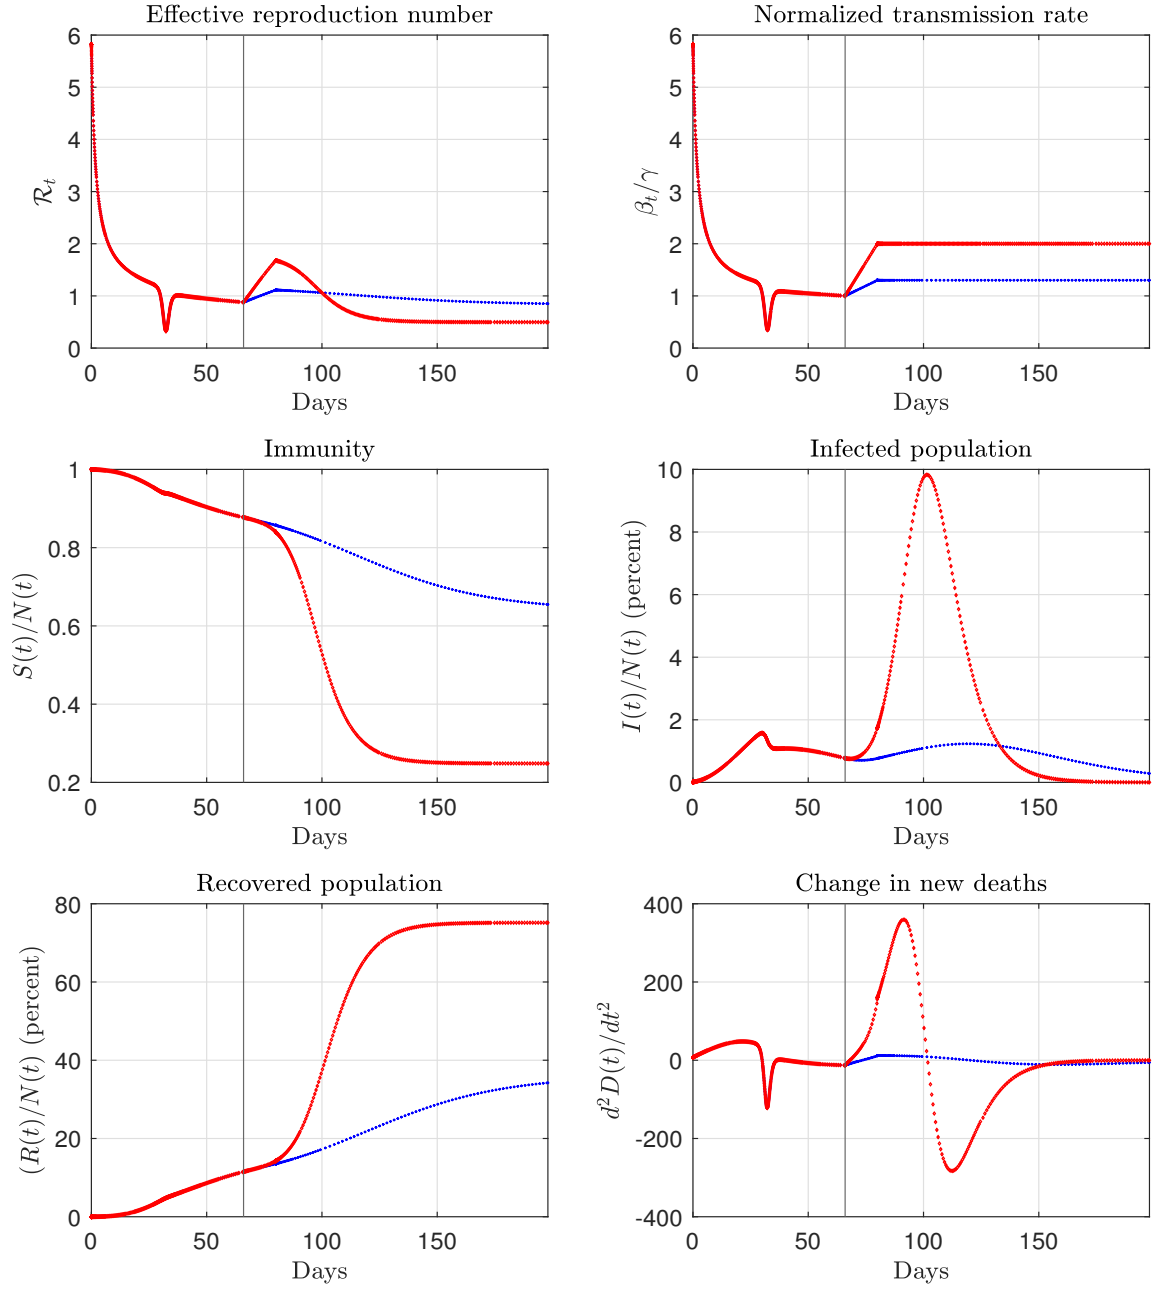 Effective reproduction number
6
5
4
3
2
1
0
ℛₜ
0 50 100 150
Days
Normalized transmission rate
6
5
4
3
2
1
0
βₜ/γ
0 50 100 150
Days
Immunity
1
0.8
0.6
0.4
0.2
S(t)/N(t)
0 50 100 150
Days
Infected population
10
8
6
4
2
0
I(t)/N(t) (percent)
0 50 100 150
Days
Recovered population
80
60
40
20
0
(R(t)/N(t) (percent)
0 50 100 150
Days
Change in new deaths
400
200
0
-200
-400
d²D(t)/dt²
0 50 100 150
Days